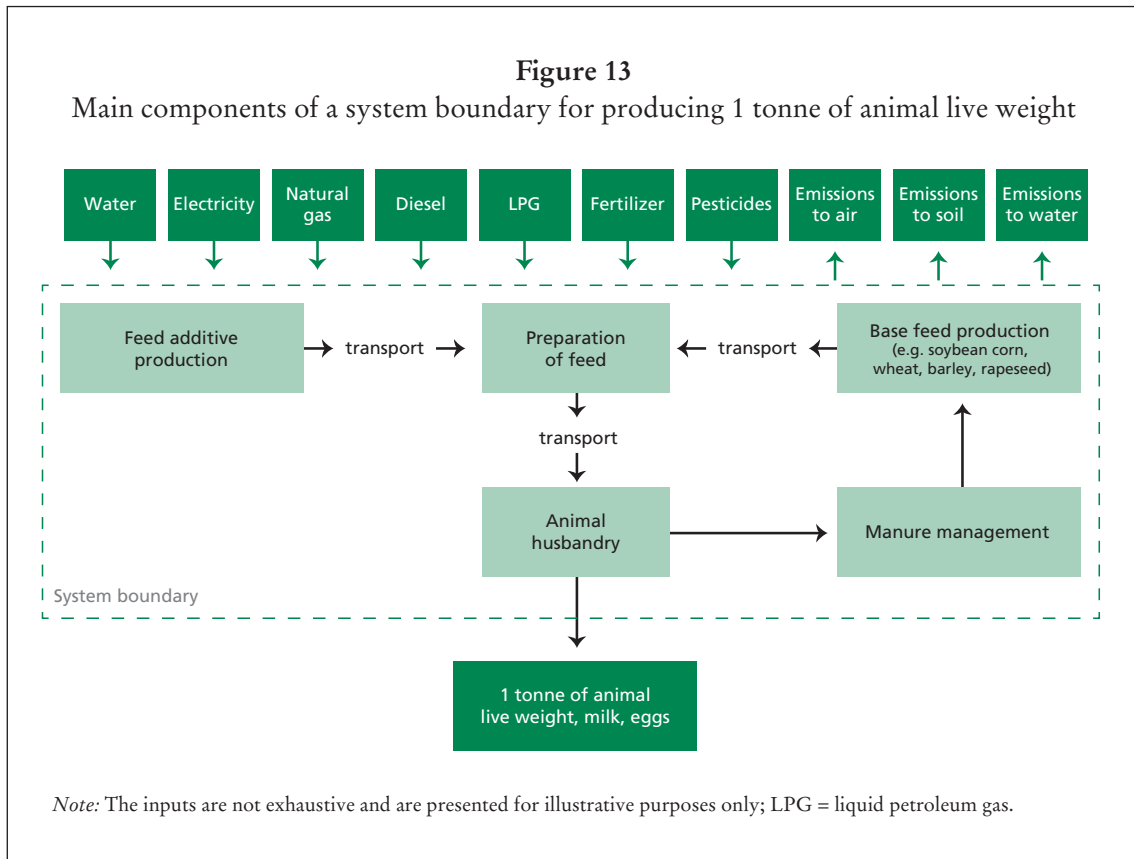 Figure 13
Main components of a system boundary for producing 1 tonne of animal live weight
Water
Electricity
Natural
gas
Diesel
LPG
Fertilizer
Pesticides
Emissions
to air
Emissions
to soil
Emissions
to water
Feed additive
production
transport
Preparation
of feed
transport
Base feed production
(e.g. soybean corn,
wheat, barley, rapeseed)
transport
Animal
husbandry
Manure management
System boundary
1 tonne of animal
live weight, milk, eggs
Note: The inputs are not exhaustive and are presented for illustrative purposes only; LPG = liquid petroleum gas.